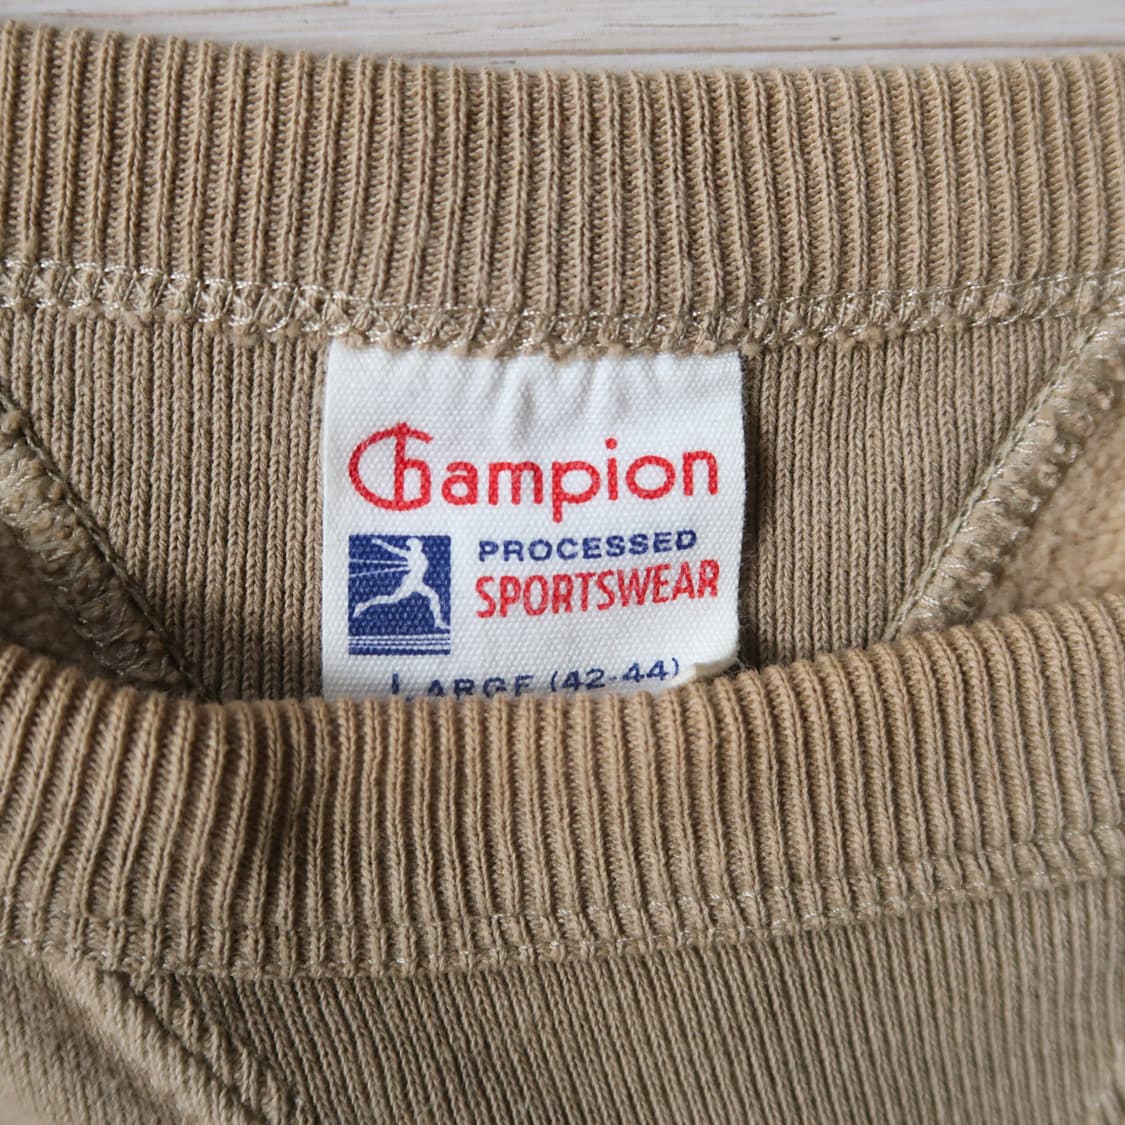 Champion
PROCESSED
SPORTSWEAR
LARGE (42-44)